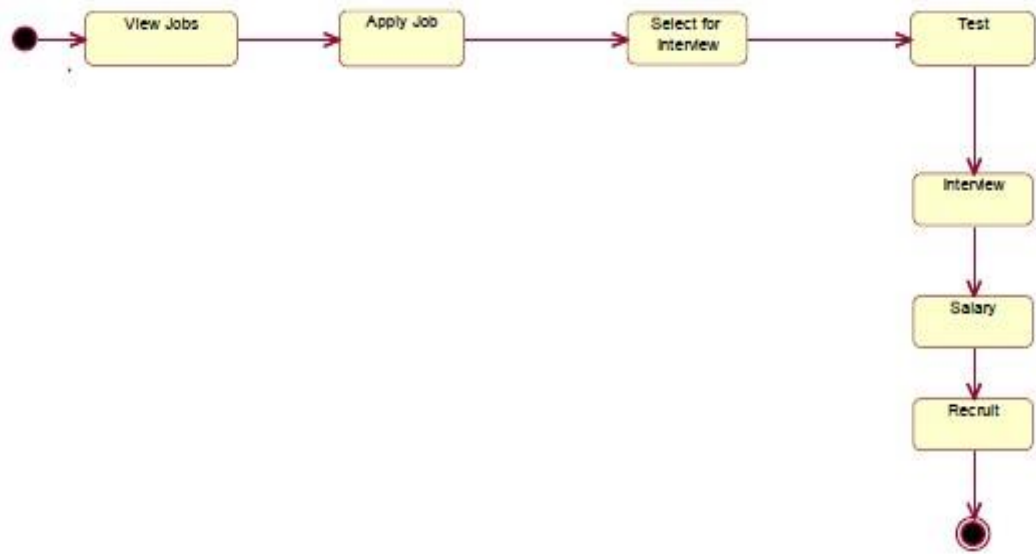 View Jobs
Apply Job
Select for
Interview
Test
Interview
Salary
Recruit